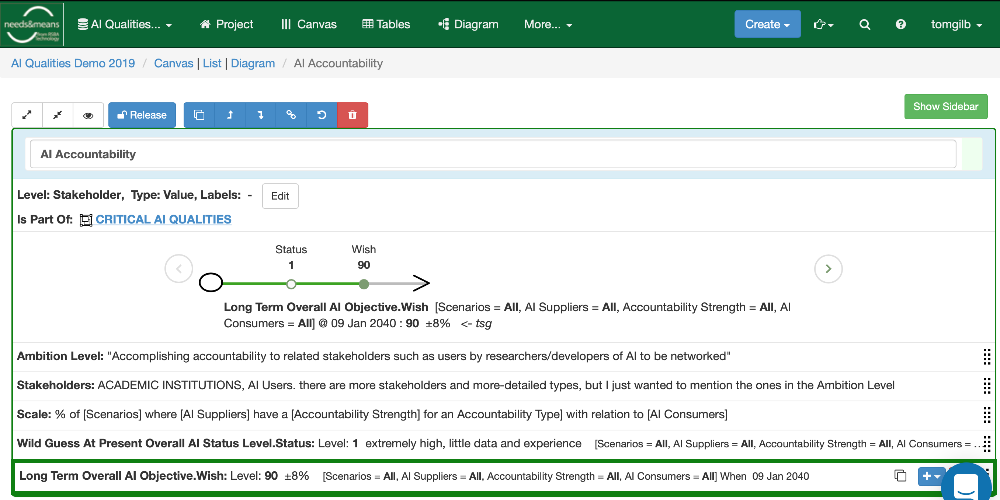 needs&means
from RSBA
Technology
AI Qualities...
Project
Canvas
Tables
Diagram
More...
Create
tomgilb
AI Qualities Demo 2019 / Canvas | List | Diagram / AI Accountability
Release
Show Sidebar
AI Accountability
Level: Stakeholder, Type: Value, Labels: -
Edit
Is Part Of: CRITICAL AI QUALITIES
Status
Wish
1
90
Long Term Overall AI Objective.Wish [Scenarios = All, AI Suppliers = All, Accountability Strength = All, AI
Consumers = All] @ 09 Jan 2040 : 90 ±8% <- tsg
Ambition Level: "Accomplishing accountability to related stakeholders such as users by researchers/developers of AI to be networked"
Stakeholders: ACADEMIC INSTITUTIONS, AI Users. there are more stakeholders and more-detailed types, but I just wanted to mention the ones in the Ambition Level
Scale: % of [Scenarios] where [AI Suppliers] have a [Accountability Strength] for an Accountability Type] with relation to [AI Consumers]
Wild Guess At Present Overall AI Status Level.Status: Level: 1 extremely high, little data and experience [Scenarios = All, AI Suppliers = All, Accountability Strength = All, AI Consumers = ...
Long Term Overall AI Objective.Wish: Level: 90 ±8% [Scenarios = All, AI Suppliers = All, Accountability Strength = All, AI Consumers = All] When 09 Jan 2040